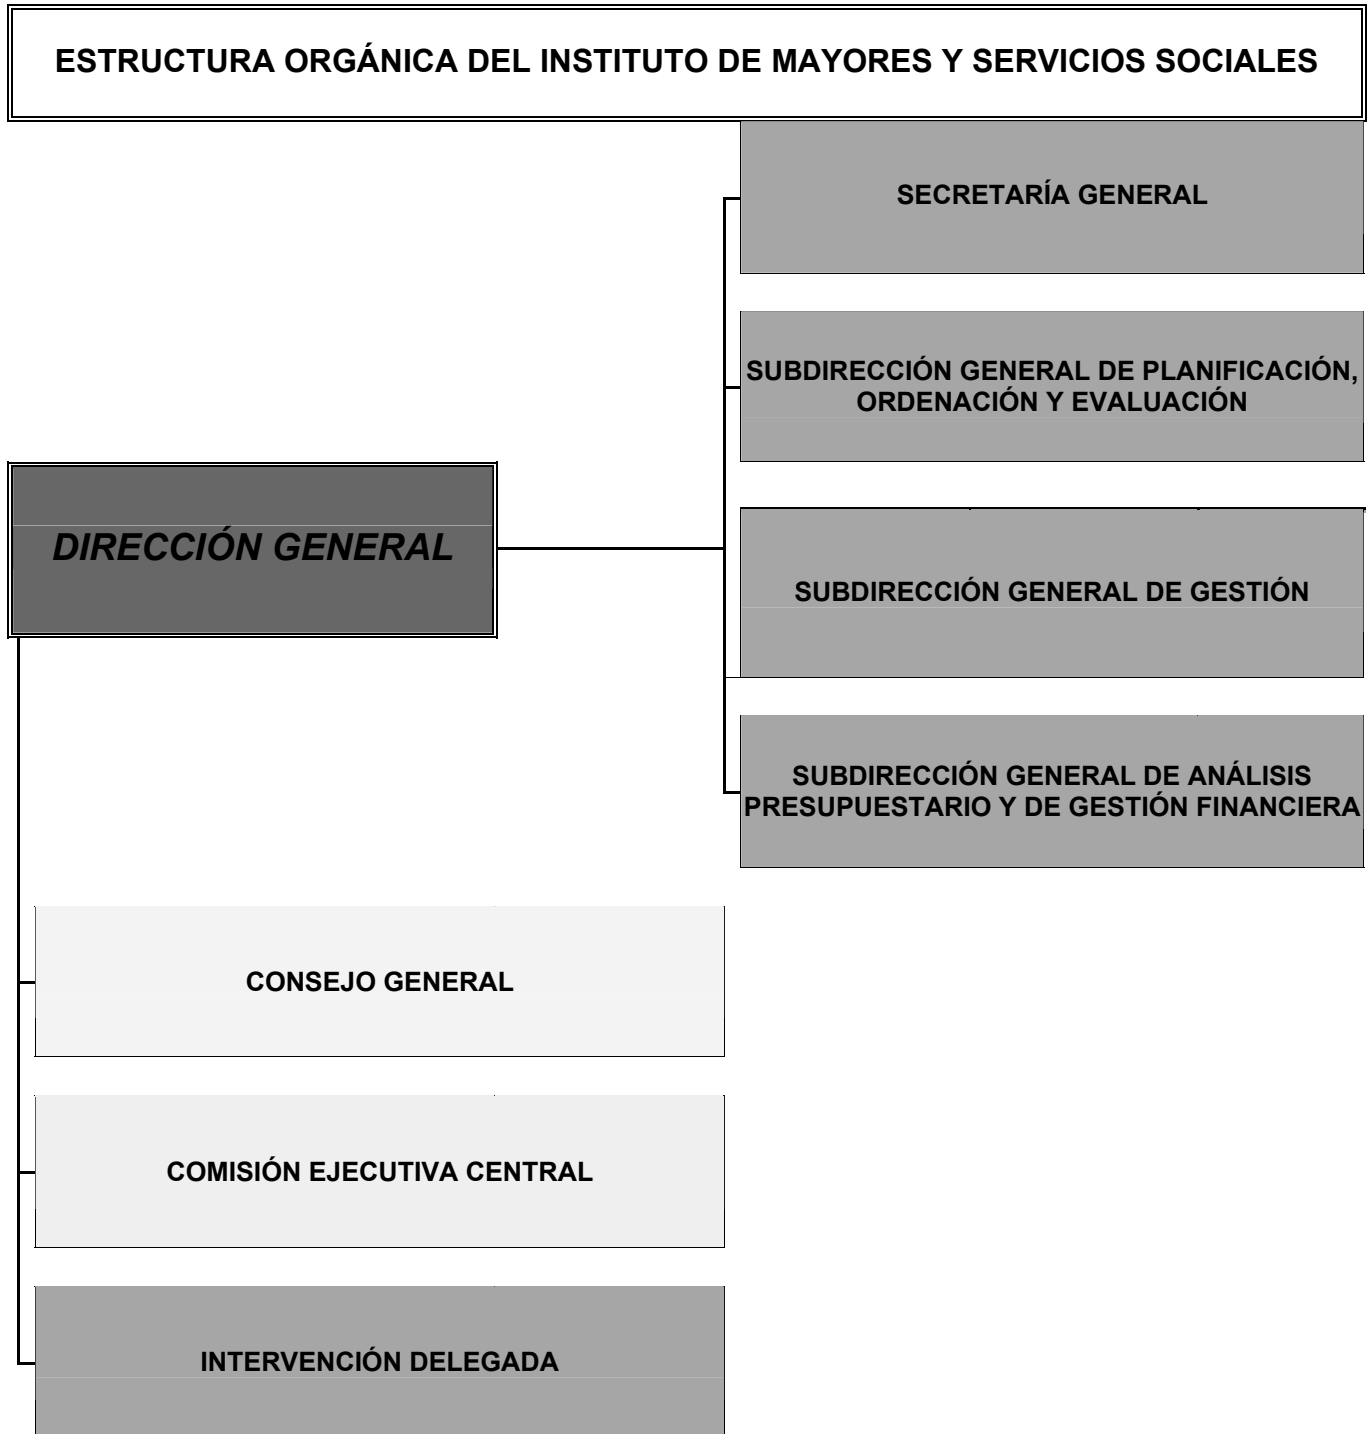 ESTRUCTURA ORGÁNICA DEL INSTITUTO DE MAYORES Y SERVICIOS SOCIALES
SECRETARÍA GENERAL
SUBDIRECCIÓN GENERAL DE PLANIFICACIÓN,
ORDENACIÓN Y EVALUACIÓN
DIRECCIÓN GENERAL
SUBDIRECCIÓN GENERAL DE GESTIÓN
SUBDIRECCIÓN GENERAL DE ANÁLISIS
PRESUPUESTARIO Y DE GESTIÓN FINANCIERA
CONSEJO GENERAL
COMISIÓN EJECUTIVA CENTRAL
INTERVENCIÓN DELEGADA